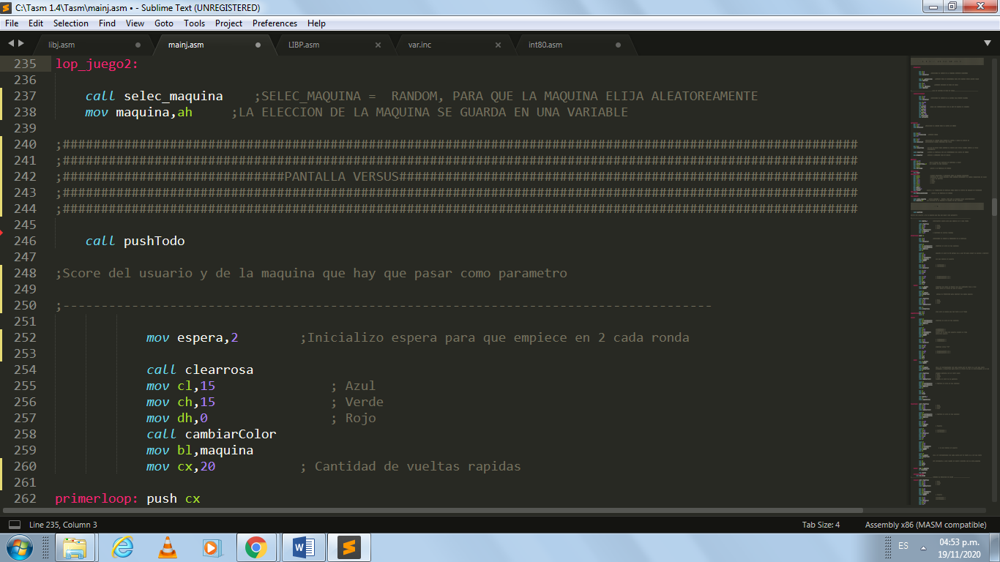 C:\Tasm 1.4\Tasm\mainj.asm • - Sublime Text (UNREGISTERED)
File Edit Selection Find View Goto Tools Project Preferences Help
libj.asm mainj.asm LIBP.asm var.inc int80.asm
235 lop_juego2:
236
237 call selec_maquina ;SELEC_MAQUINA = RANDOM, PARA QUE LA MAQUINA ELIJA ALEATOREAMENTE
238 mov maquina,ah ;LA ELECCION DE LA MAQUINA SE GUARDA EN UNA VARIABLE
239
240 ;########################################################################################################
241 ;########################################################################################################
242 ;#############################PANTALLA VERSUS############################################################
243 ;########################################################################################################
244 ;########################################################################################################
245
246 call pushTodo
247
248 ;Score del usuario y de la maquina que hay que pasar como parametro
249
250 ;-------------------------------------------------------------------------------------
251
252 mov espera,2 ;Inicializo espera para que empiece en 2 cada ronda
253
254 call clearrosa
255 mov cl,15 ; Azul
256 mov ch,15 ; Verde
257 mov dh,0 ; Rojo
258 call cambiarColor
259 mov bl,maquina
260 mov cx,20 ; Cantidad de vueltas rapidas
261
262 primerloop: push cx
Line 235, Column 3 Tab Size: 4 Assembly x86 (MASM compatible)
ES 04:53 p.m.
19/11/2020